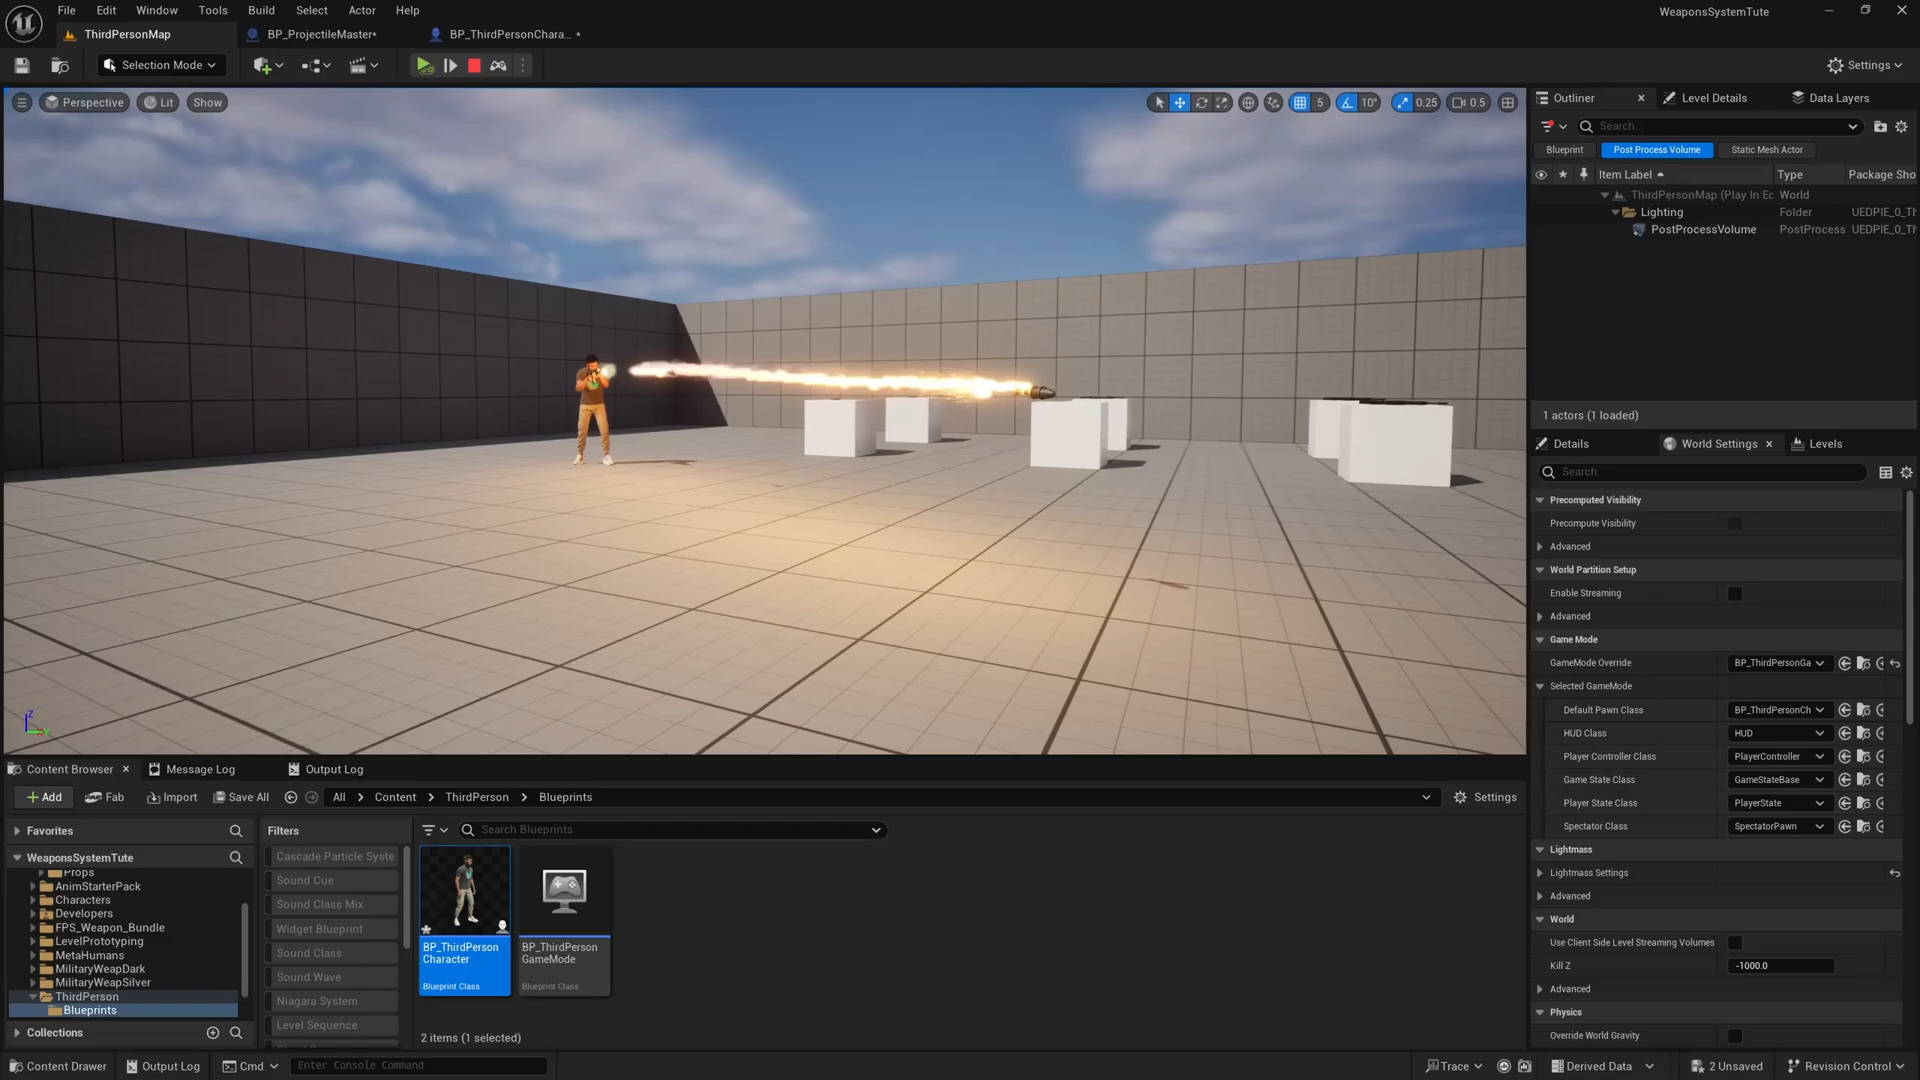 File Edit Window Tools Build Select Actor Help
WeaponsSystemTute
ThirdPersonMap
BP_ProjectileMaster*
BP_ThirdPersonChara... *
Selection Mode
Settings
Perspective
Lit
Show
5
10°
0.25
0.5
Outliner
Level Details
Data Layers
Search...
Blueprint
Post Process Volume
Static Mesh Actor
Item Label
Type
Package Sho
ThirdPersonMap (Play In Ec
World
Lighting
Folder
UEDPIE_0_Th
PostProcessVolume
PostProcess
UEDPIE_0_Th
1 actors (1 loaded)
Details
World Settings
Levels
Search
Precomputed Visibility
Precompute Visibility
Advanced
World Partition Setup
Enable Streaming
Advanced
Game Mode
GameMode Override
BP_ThirdPersonGa
Selected GameMode
Default Pawn Class
BP_ThirdPersonCh
HUD Class
HUD
Player Controller Class
PlayerController
Game State Class
GameStateBase
Player State Class
PlayerState
Spectator Class
SpectatorPawn
Lightmass
Lightmass Settings
Advanced
World
Use Client Side Level Streaming Volumes
Kill Z
-1000.0
Advanced
Physics
Override World Gravity
Z
Content Browser
Message Log
Output Log
Add
Fab
Import
Save All
All
Content
ThirdPerson
Blueprints
Settings
Favorites
WeaponsSystemTute
Props
AnimStarterPack
Characters
Developers
FPS_Weapon_Bundle
LevelPrototyping
MetaHumans
MilitaryWeapDark
MilitaryWeapSilver
ThirdPerson
Blueprints
Collections
Filters
Cascade Particle Syste
Sound Cue
Sound Class Mix
Widget Blueprint
Sound Class
Sound Wave
Niagara System
Level Sequence
Search Blueprints
BP_ThirdPerson
Character
Blueprint Class
BP_ThirdPerson
GameMode
Blueprint Class
2 items (1 selected)
Content Drawer
Output Log
Cmd
Enter Console Command
Trace
Derived Data
2 Unsaved
Revision Control